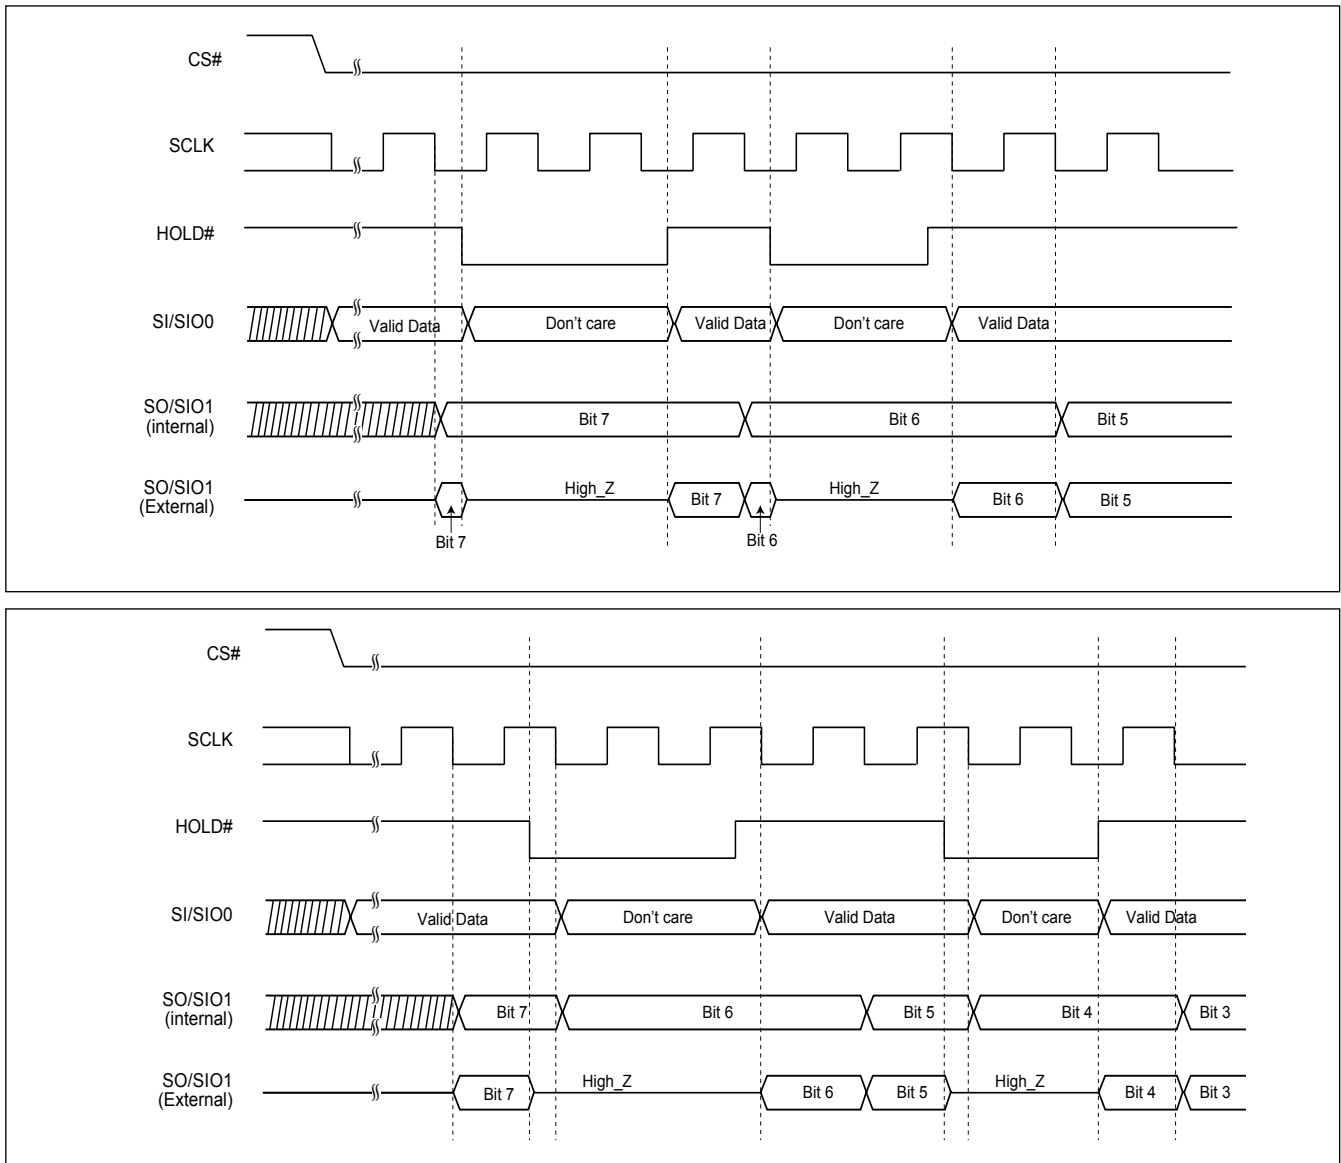 CS#
SCLK
HOLD#
SI/SIO0
Valid Data
Don't care
Valid Data
Don't care
Valid Data
SO/SIO1
(internal)
Bit 7
Bit 6
Bit 5
SO/SIO1
(External)
High_Z
Bit 7
High_Z
Bit 6
Bit 5
Bit 7
Bit 6
CS#
SCLK
HOLD#
SI/SIO0
Valid Data
Don't care
Valid Data
Don't care
Valid Data
SO/SIO1
(internal)
Bit 7
Bit 6
Bit 5
Bit 4
Bit 3
SO/SIO1
(External)
Bit 7
High_Z
Bit 6
Bit 5
High_Z
Bit 4
Bit 3